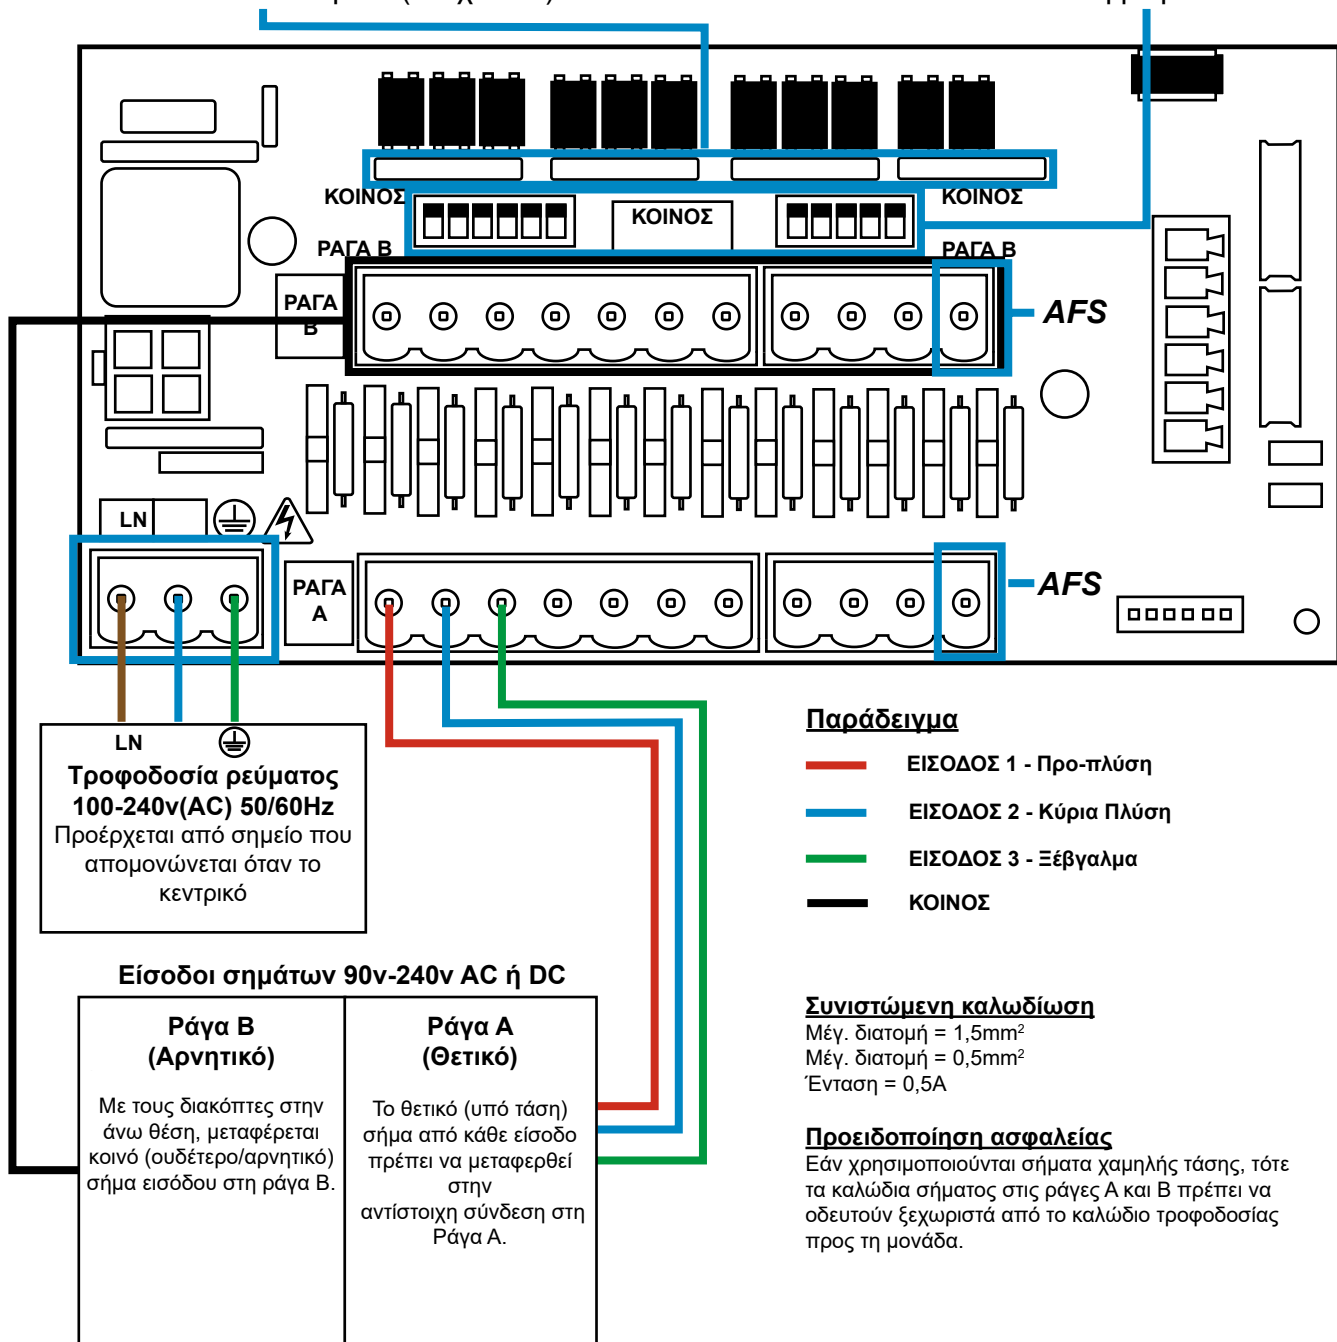 ΚΟΙΝΟΣ
ΚΟΙΝΟΣ
ΚΟΙΝΟΣ
ΡΑΓΑ Β
ΡΑΓΑ Β
ΡΑΓΑ
Β
AFS
LN
ΡΑΓΑ
Α
AFS
LN
Τροφοδοσία ρεύματος
100-240v(AC) 50/60Hz
Προέρχεται από σημείο που
απομονώνεται όταν το
κεντρικό
Παράδειγμα
ΕΙΣΟΔΟΣ 1 - Προ-πλύση
ΕΙΣΟΔΟΣ 2 - Κύρια Πλύση
ΕΙΣΟΔΟΣ 3 - Ξέβγαλμα
ΚΟΙΝΟΣ
Είσοδοι σημάτων 90v-240v AC ή DC
Ράγα Β
(Αρνητικό)
Με τους διακόπτες στην
άνω θέση, μεταφέρεται
κοινό (ουδέτερο/αρνητικό)
σήμα εισόδου στη ράγα Β.
Ράγα Α
(Θετικό)
Το θετικό (υπό τάση)
σήμα από κάθε είσοδο
πρέπει να μεταφερθεί
στην
αντίστοιχη σύνδεση στη
Ράγα Α.
Συνιστώμενη καλωδίωση
Μέγ. διατομή = 1,5mm²
Μέγ. διατομή = 0,5mm²
Ένταση = 0,5A
Προειδοποίηση ασφαλείας
Εάν χρησιμοποιούνται σήματα χαμηλής τάσης, τότε
τα καλώδια σήματος στις ράγες Α και Β πρέπει να
οδευτούν ξεχωριστά από το καλώδιο τροφοδοσίας
προς τη μονάδα.